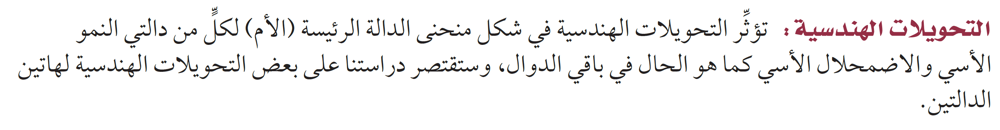 التحويلات الهندسية : تؤثِّر التحويلات الهندسية في شكل منحنى الدالة الرئيسة (الأم) لكلٍّ من دالتي النمو
الأسي والاضمحلال الأسي كما هو الحال في باقي الدوال، وستقتصر دراستنا على بعض التحويلات الهندسية لهاتين
الدالتين.